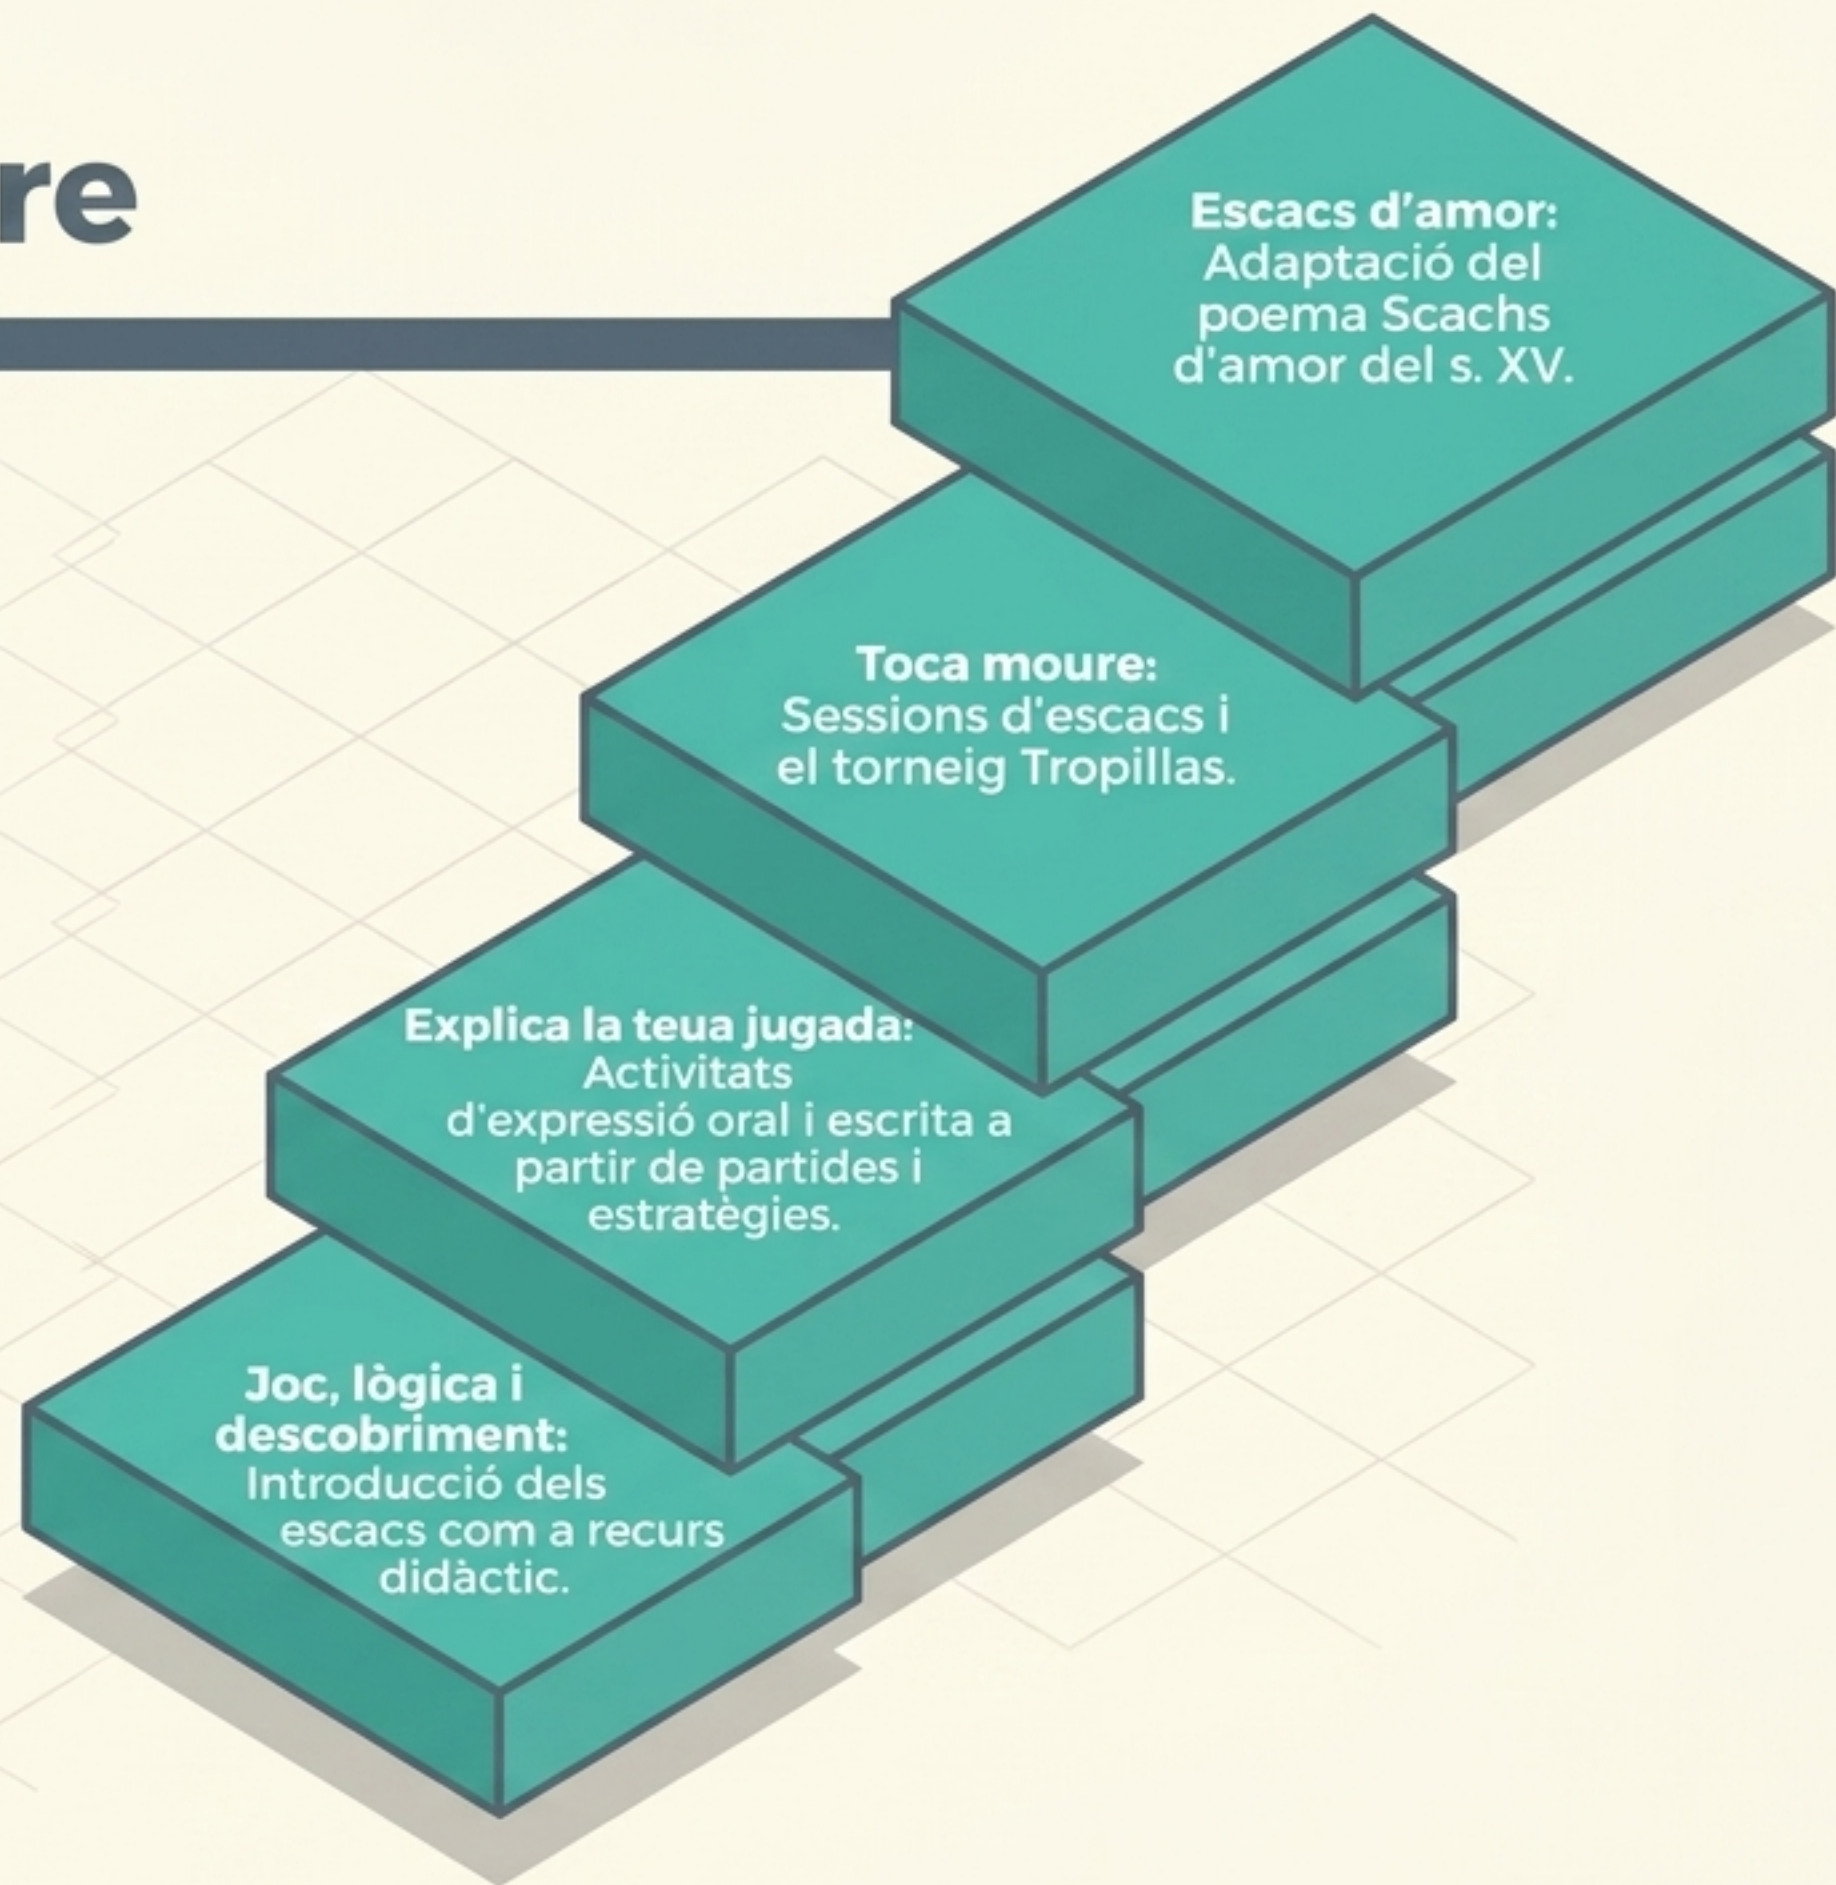 re
Escacs d’amor:
Adaptació del
poema Scachs
d'amor del s. XV.
Toca moure:
Sessions d'escacs i
el torneig Tropillas.
Explica la teua jugada:
Activitats
d'expressió oral i escrita a
partir de partides i
estratègies.
Joc, lògica i
descobriment:
Introducció dels
escacs com a recurs
didàctic.